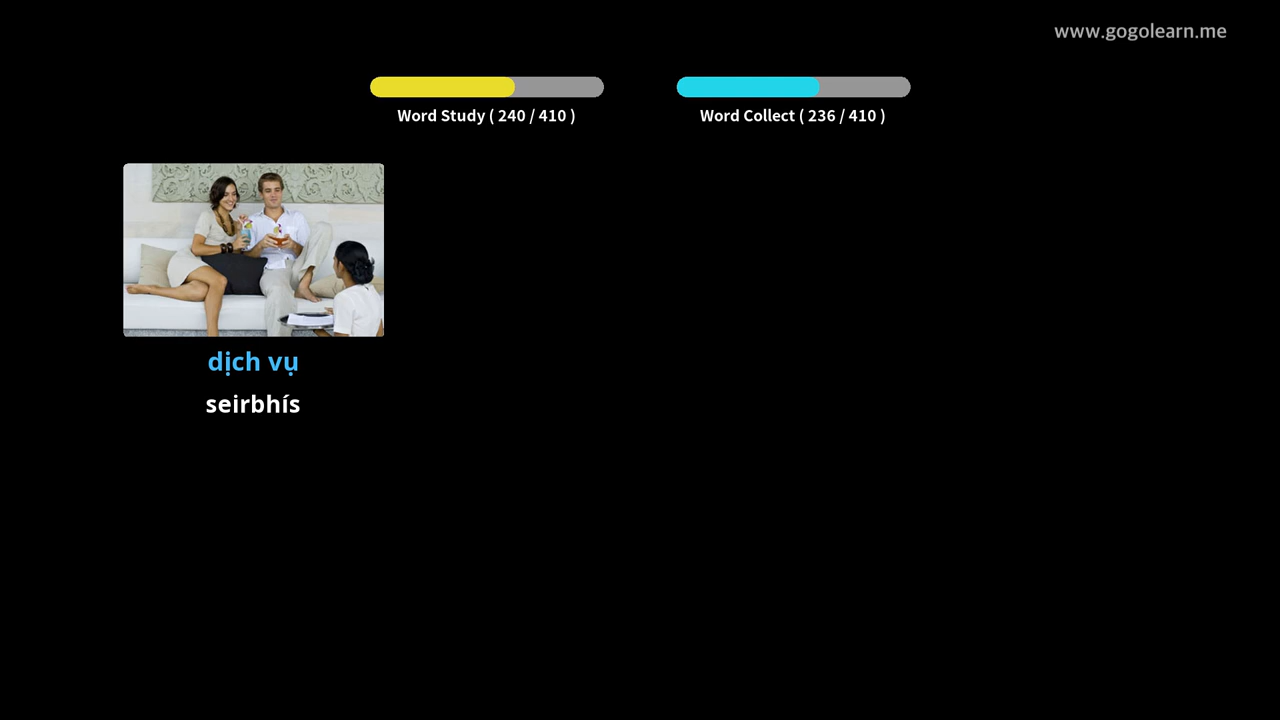 www.gogolearn.me
Word Study ( 240 / 410 )
Word Collect ( 236 / 410 )
dịch vụ
seirbhís